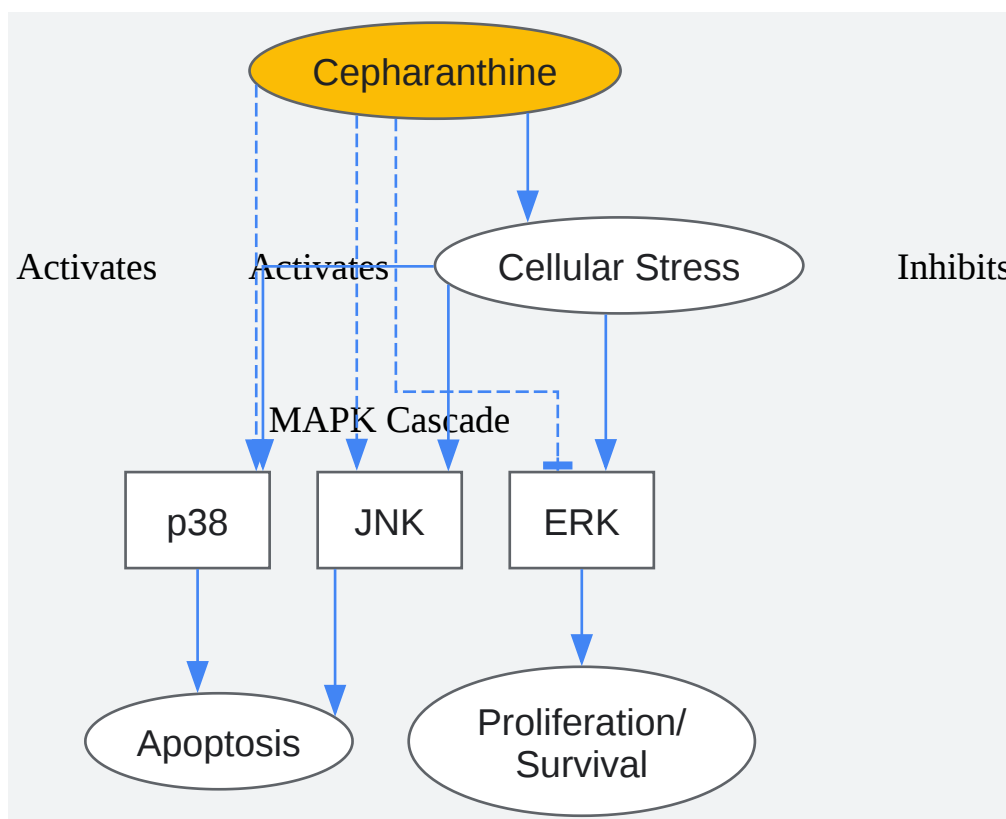 Cepharanthine
Activates
Activates
Cellular Stress
Inhibits
MAPK Cascade
p38
JNK
ERK
Apoptosis
Proliferation/
Survival